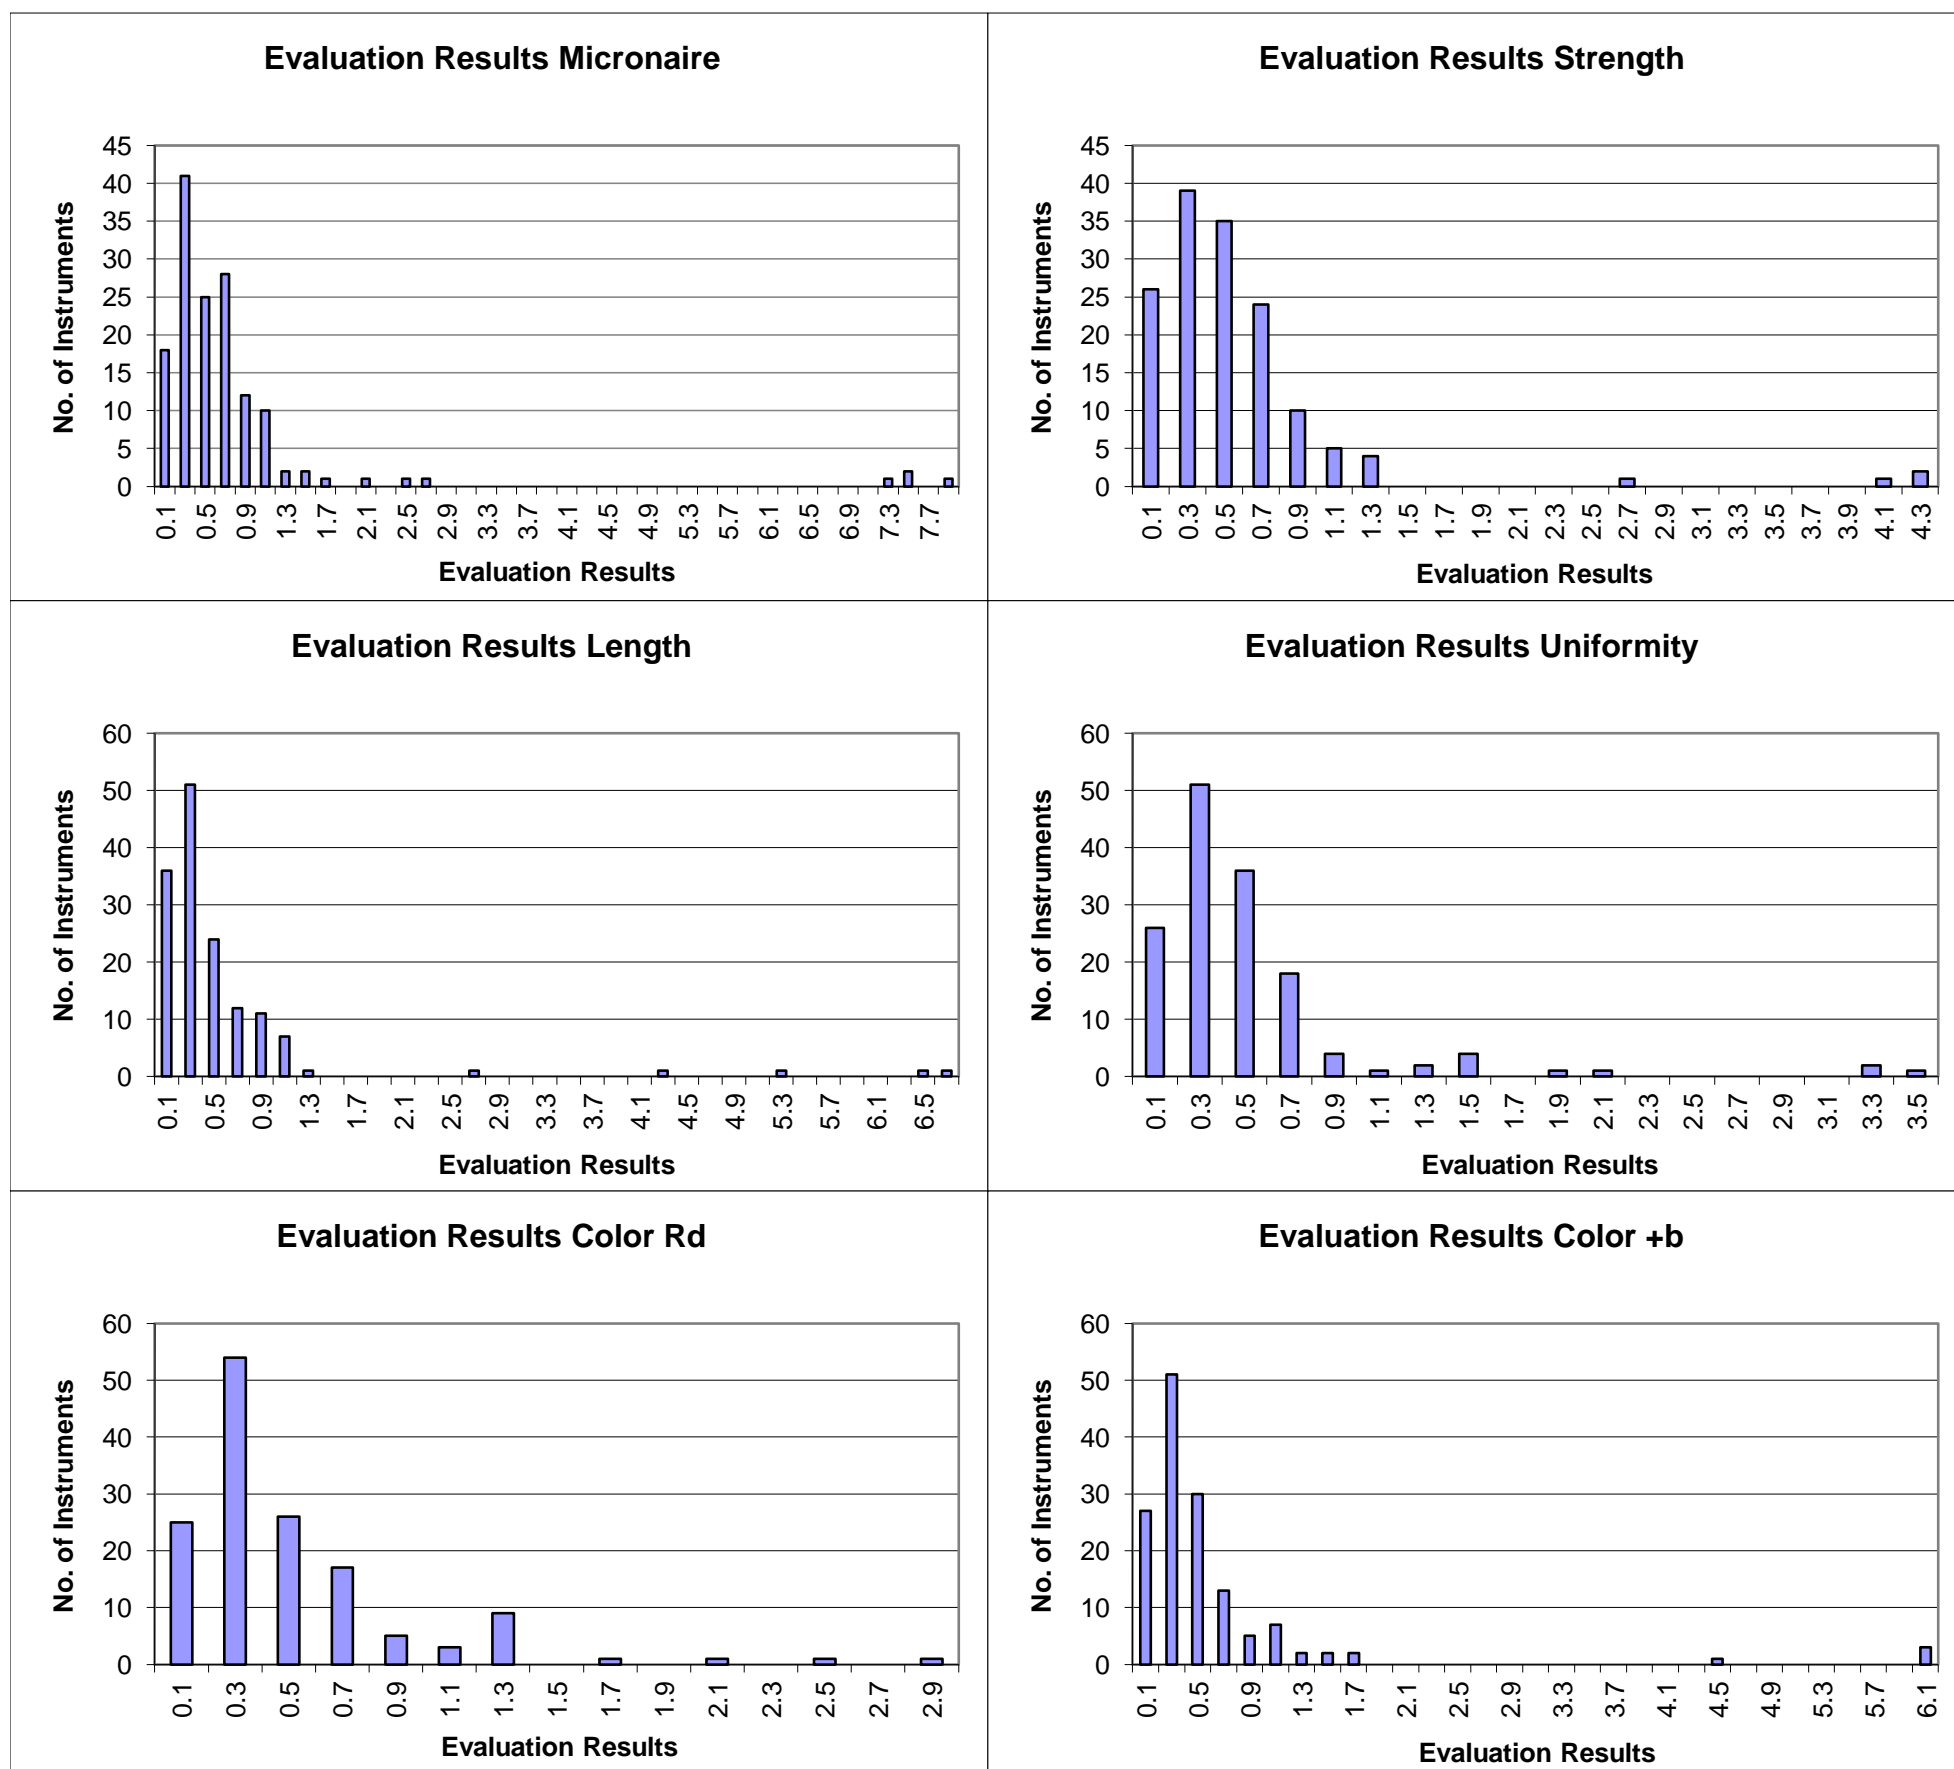 Evaluation Results Micronaire
45
40
35
30
25
20
15
10
5
0
No. of Instruments
0.1 0.5 0.9 1.3 1.7 2.1 2.5 2.9 3.3 3.7 4.1 4.5 4.9 5.3 5.7 6.1 6.5 6.9 7.3 7.7
Evaluation Results
Evaluation Results Strength
45
40
35
30
25
20
15
10
5
0
No. of Instruments
0.1 0.3 0.5 0.7 0.9 1.1 1.3 1.5 1.7 1.9 2.1 2.3 2.5 2.7 2.9 3.1 3.3 3.5 3.7 3.9 4.1 4.3
Evaluation Results
Evaluation Results Length
60
50
40
30
20
10
0
No. of Instruments
0.1 0.5 0.9 1.3 1.7 2.1 2.5 2.9 3.3 3.7 4.1 4.5 4.9 5.3 5.7 6.1 6.5
Evaluation Results
Evaluation Results Uniformity
60
50
40
30
20
10
0
No. of Instruments
0.1 0.3 0.5 0.7 0.9 1.1 1.3 1.5 1.7 1.9 2.1 2.3 2.5 2.7 2.9 3.1 3.3 3.5
Evaluation Results
Evaluation Results Color Rd
60
50
40
30
20
10
0
No. of Instruments
0.1 0.3 0.5 0.7 0.9 1.1 1.3 1.5 1.7 1.9 2.1 2.3 2.5 2.7 2.9
Evaluation Results
Evaluation Results Color +b
60
50
40
30
20
10
0
No. of Instruments
0.1 0.5 0.9 1.3 1.7 2.1 2.5 2.9 3.3 3.7 4.1 4.5 4.9 5.3 5.7 6.1
Evaluation Results